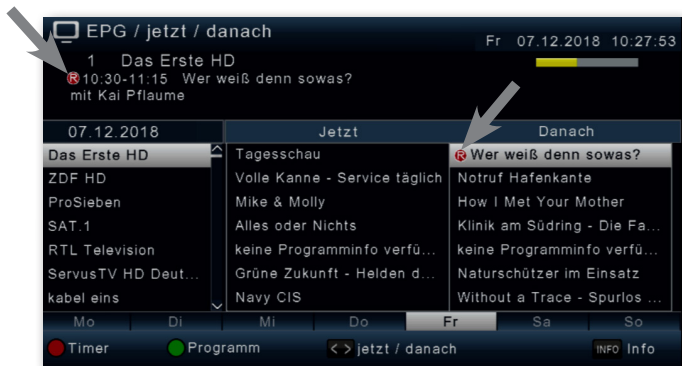 EPG / jetzt / danach
Fr 07.12.2018 10:27:53
1 Das Erste HD
R 10:30-11:15 Wer weiß denn sowas?
mit Kai Pflaume
07.12.2018 Jetzt Danach
Das Erste HD Tagesschau R Wer weiß denn sowas?
ZDF HD Volle Kanne - Service täglich Notruf Hafenkante
ProSieben Mike & Molly How I Met Your Mother
SAT.1 Alles oder Nichts Klinik am Südring - Die Fa...
RTL Television keine Programminfo verfü... keine Programminfo verfü...
ServusTV HD Deut... Grüne Zukunft - Helden d... Naturschützer im Einsatz
kabel eins Navy CIS Without a Trace - Spurlos ...
Mo Di Mi Do Fr Sa So
Timer Programm < > jetzt / danach INFO Info